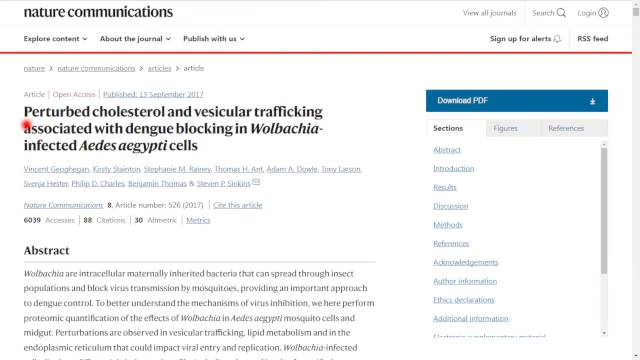 nature communications
View all journals
Search
Login
Explore content
About the journal
Publish with us
Sign up for alerts
RSS feed
nature > nature communications > articles > article
Article | Open Access | Published: 13 September 2017
Perturbed cholesterol and vesicular trafficking
associated with dengue blocking in Wolbachia-
infected Aedes aegypti cells
Vincent Geoghegan, Kirsty Stainton, Stephanie M. Rainey, Thomas H. Ant, Adam A. Dowle, Tony Larson,
Svenja Hester, Philip D. Charles, Benjamin Thomas & Steven P. Sinkins
Nature Communications 8, Article number: 526 (2017) | Cite this article
6039 Accesses | 88 Citations | 30 Altmetric | Metrics
Abstract
Wolbachia are intracellular maternally inherited bacteria that can spread through insect
populations and block virus transmission by mosquitoes, providing an important approach
to dengue control. To better understand the mechanisms of virus inhibition, we here perform
proteomic quantification of the effects of Wolbachia in Aedes aegypti mosquito cells and
midgut. Perturbations are observed in vesicular trafficking, lipid metabolism and in the
endoplasmic reticulum that could impact viral entry and replication. Wolbachia-infected
Download PDF
Sections
Figures
References
Abstract
Introduction
Results
Discussion
Methods
References
Acknowledgements
Author information
Ethics declarations
Additional information
Electronic supplementary material